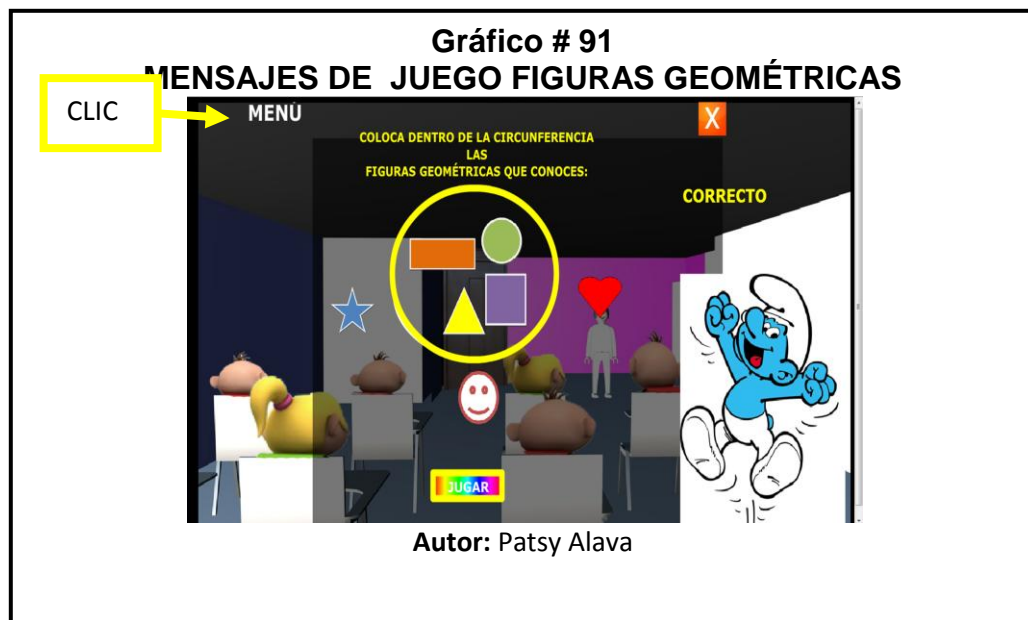 Gráfico # 91
MENSAJES DE  JUEGO FIGURAS GEOMÉTRICAS
CLIC
MENÙ
X
COLOCA DENTRO DE LA CIRCUNFERENCIA
LAS
FIGURAS GEOMÉTRICAS QUE CONOCES:
CORRECTO
JUGAR
Autor: Patsy Alava